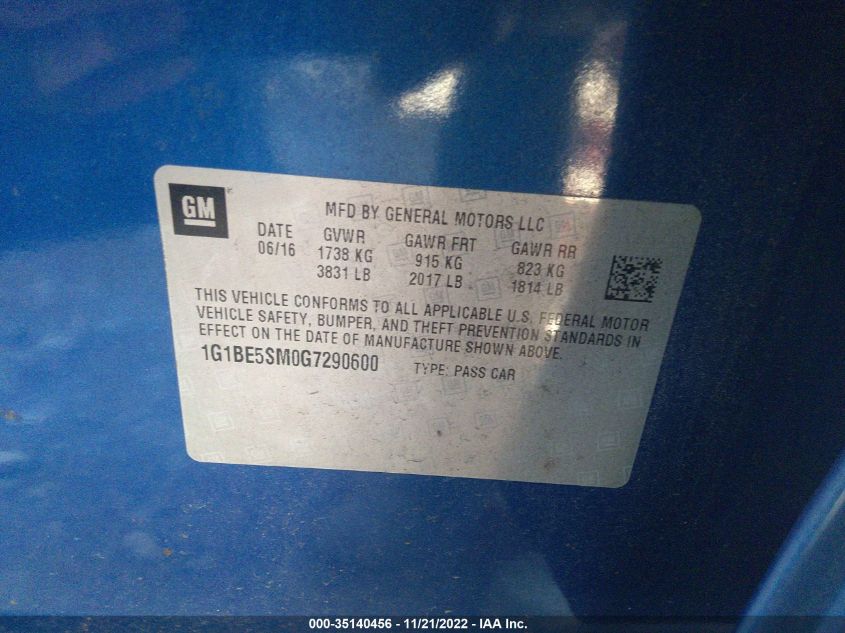 GM
MFD BY GENERAL MOTORS LLC
DATE GVWR GAWR FRT GAWR RR
06/16 1738 KG 915 KG 823 KG
3831 LB 2017 LB 1814 LB
THIS VEHICLE CONFORMS TO ALL APPLICABLE U.S. FEDERAL MOTOR
VEHICLE SAFETY, BUMPER, AND THEFT PREVENTION STANDARDS IN
EFFECT ON THE DATE OF MANUFACTURE SHOWN ABOVE.
1G1BE5SM0G7290600 TYPE: PASS CAR
000-35140456 - 11/21/2022 - IAA Inc.